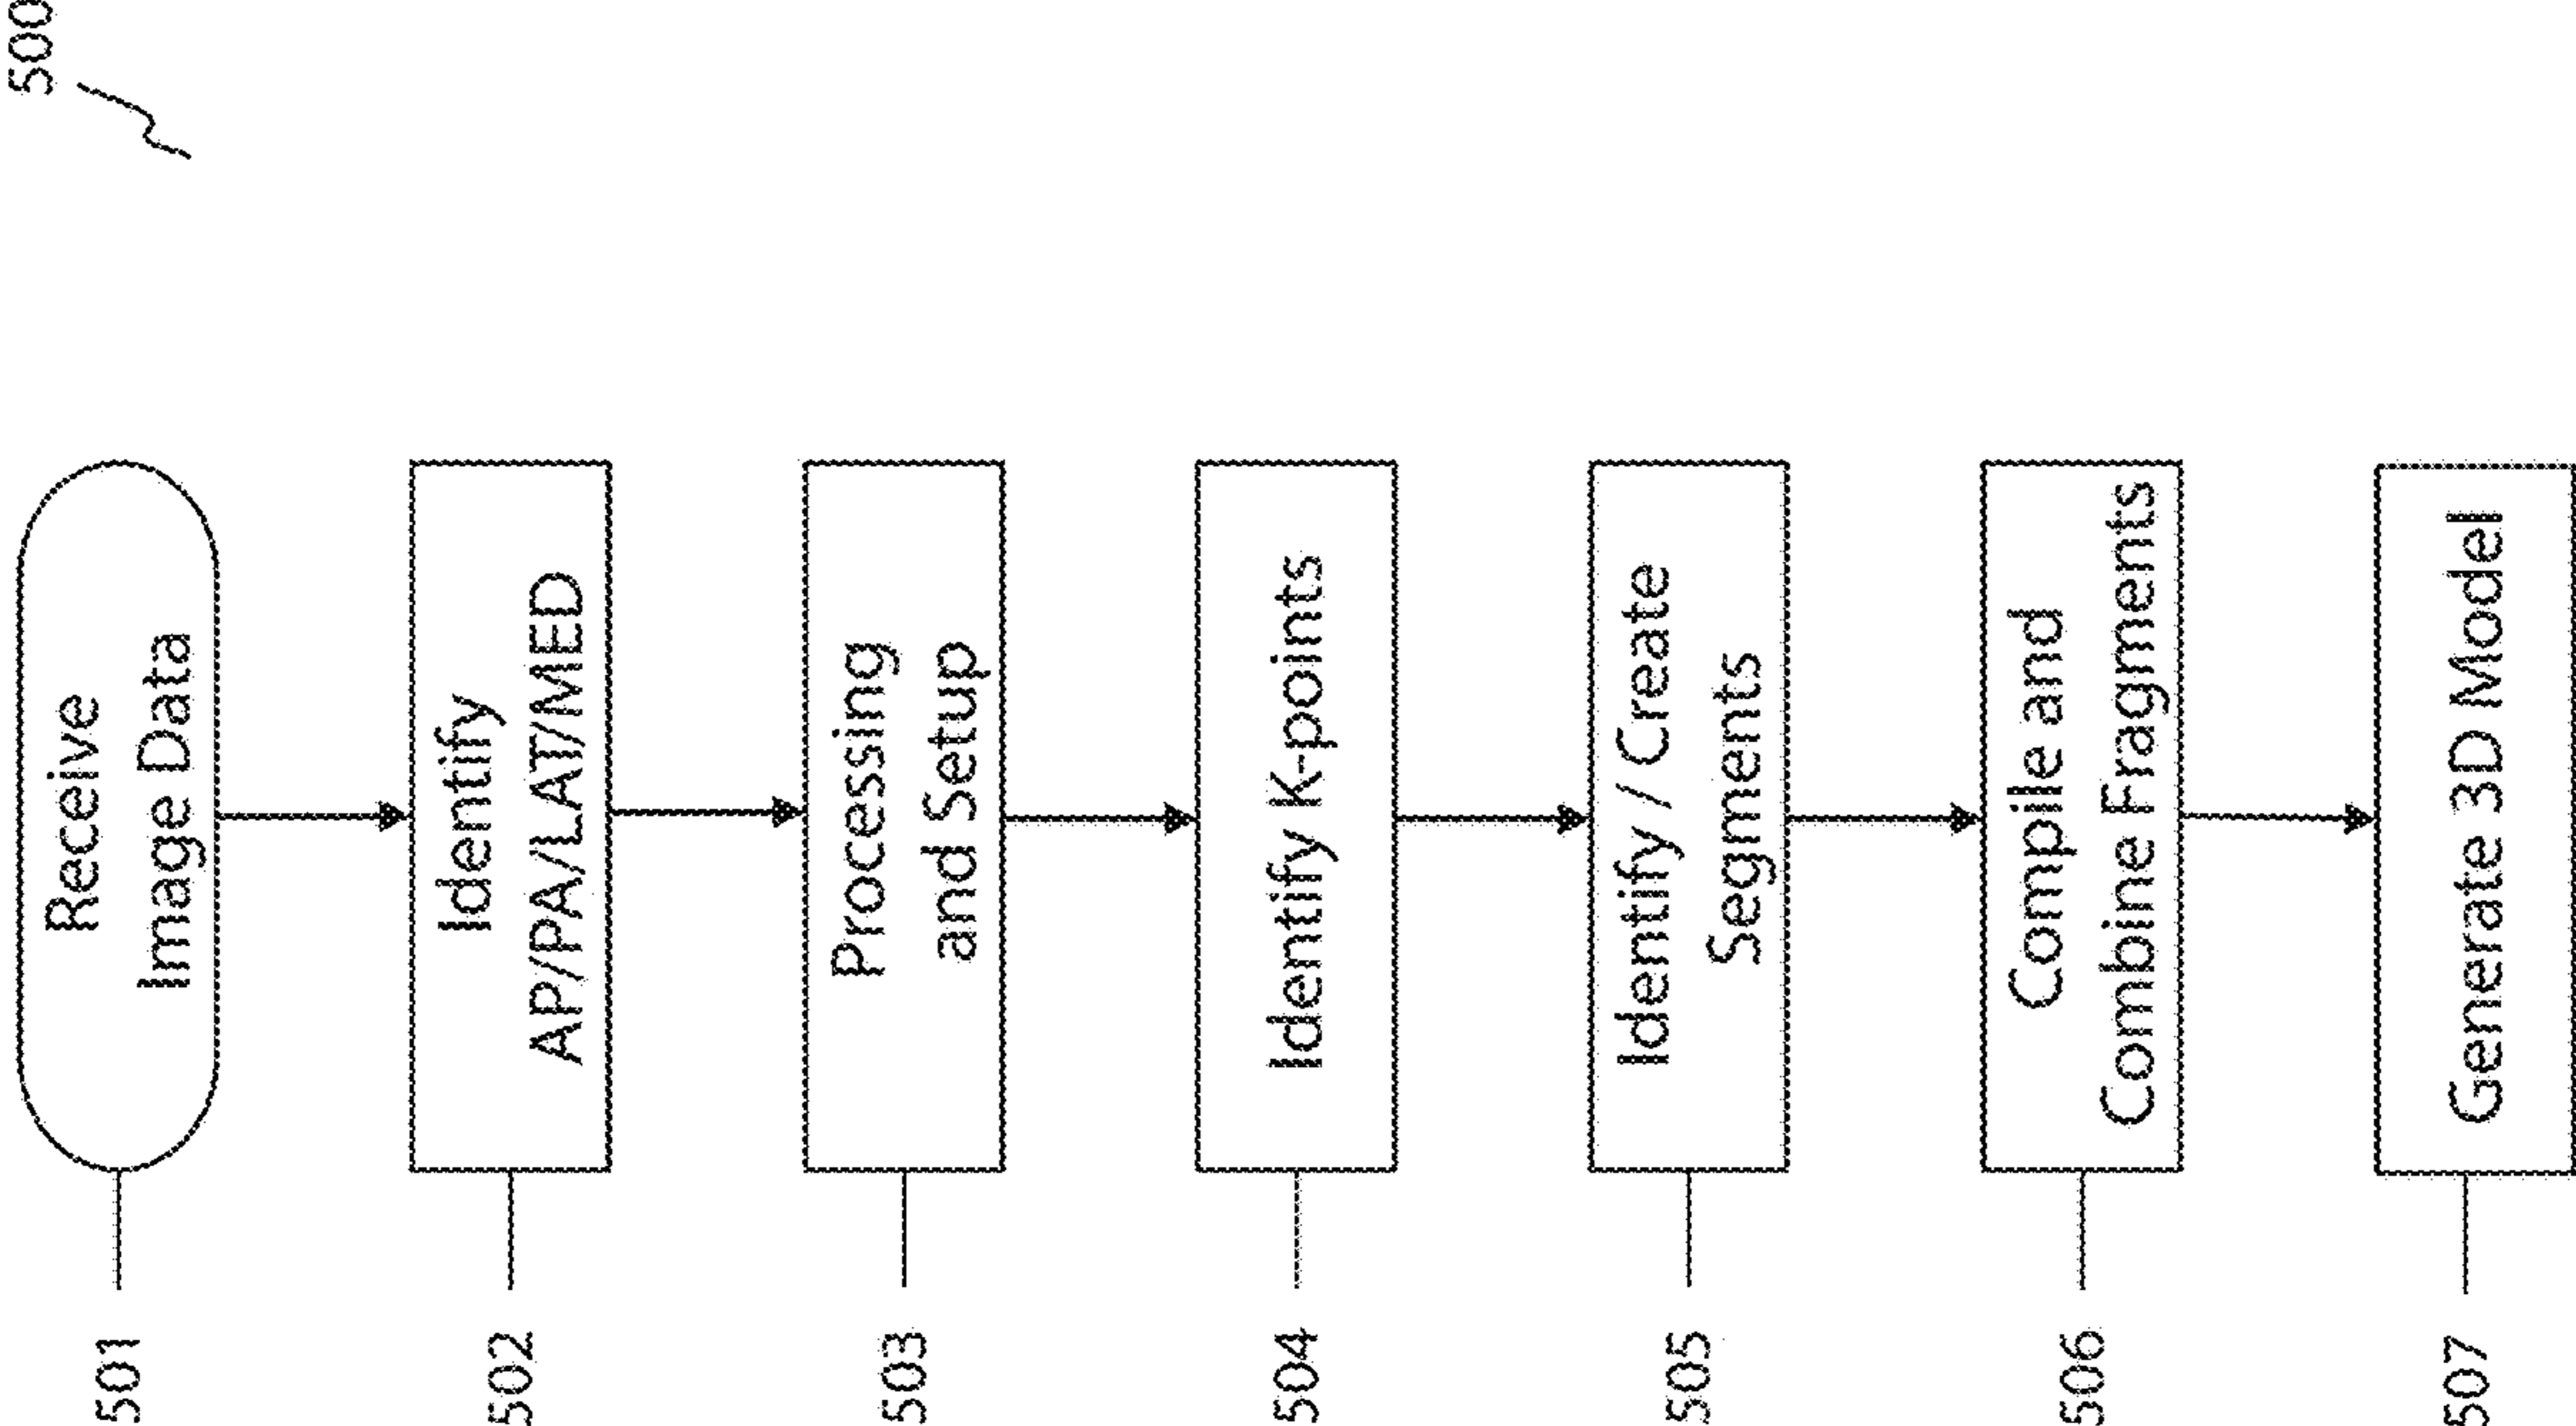 500
501
Receive
Image Data
502
Identify
AP/PA/LAT/MED
503
Processing
and Setup
504
Identify K-points
505
Identify / Create
Segments
506
Compile and
Combine Fragments
507
Generate 3D Model